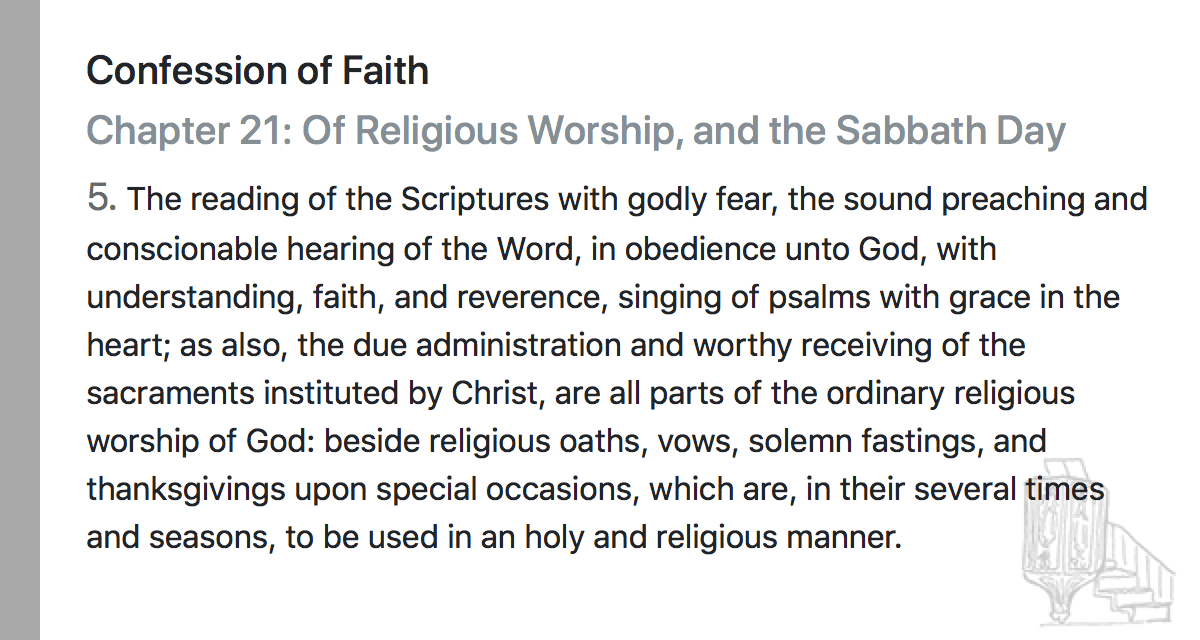 Confession of Faith
Chapter 21: Of Religious Worship, and the Sabbath Day
5. The reading of the Scriptures with godly fear, the sound preaching and
conscionable hearing of the Word, in obedience unto God, with
understanding, faith, and reverence, singing of psalms with grace in the
heart; as also, the due administration and worthy receiving of the
sacraments instituted by Christ, are all parts of the ordinary religious
worship of God: beside religious oaths, vows, solemn fastings, and
thanksgivings upon special occasions, which are, in their several times
and seasons, to be used in an holy and religious manner.